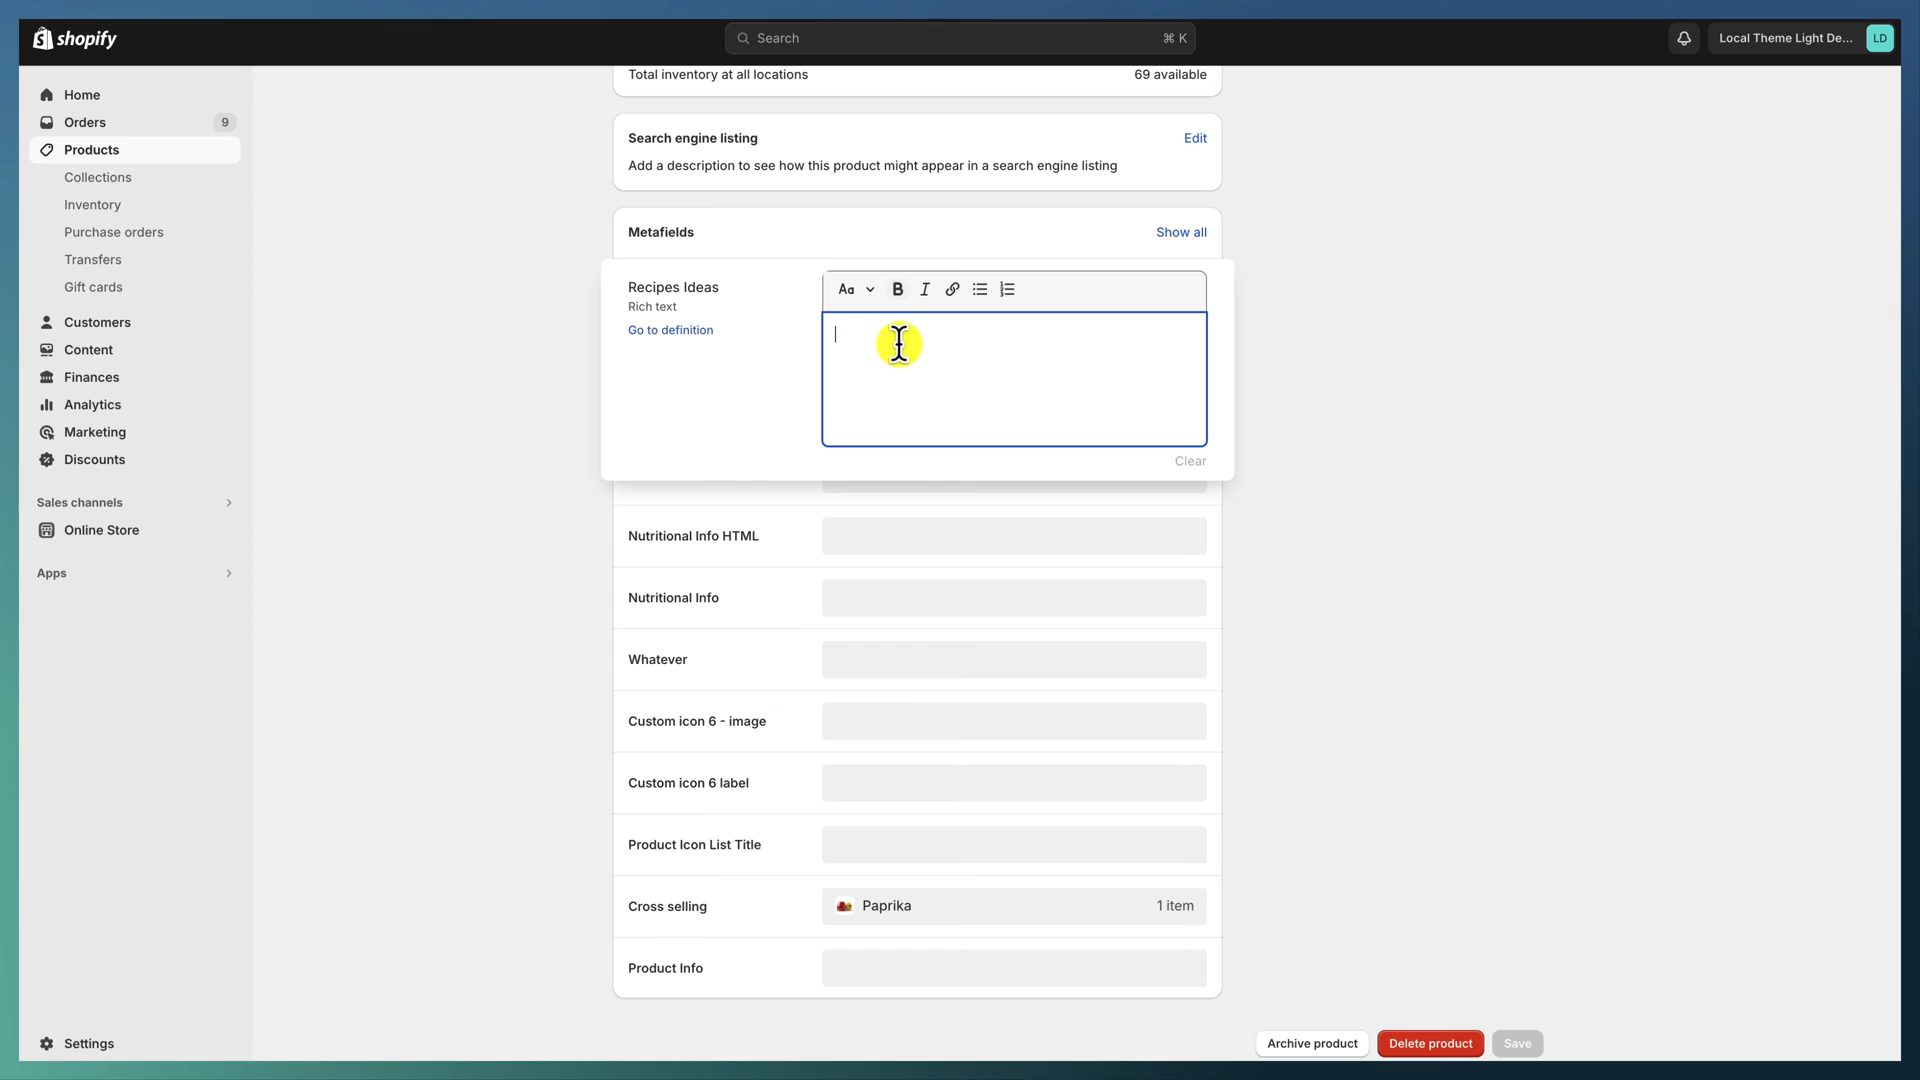 shopify
Search
⌘ K
Local Theme Light De...
LD
Home
Orders
9
Products
Collections
Inventory
Purchase orders
Transfers
Gift cards
Customers
Content
Finances
Analytics
Marketing
Discounts
Sales channels
Online Store
Apps
Settings
Total inventory at all locations
69 available
Search engine listing
Edit
Add a description to see how this product might appear in a search engine listing
Metafields
Show all
Recipes Ideas
Rich text
Go to definition
Aa
B
I
Clear
Nutritional Info HTML
Nutritional Info
Whatever
Custom icon 6 - image
Custom icon 6 label
Product Icon List Title
Cross selling
Paprika
1 item
Product Info
Archive product
Delete product
Save